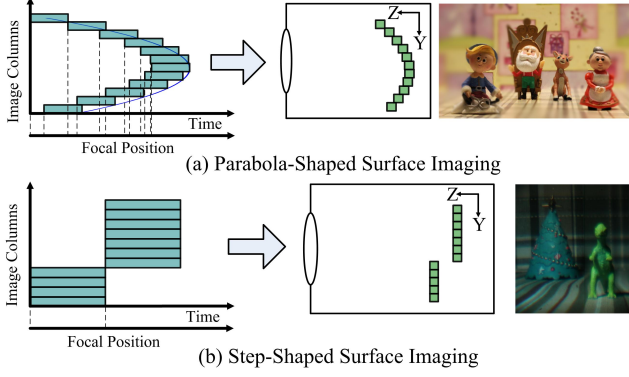 Image Columns
Time
Focal Position
Z
Y
(a) Parabola-Shaped Surface Imaging
Image Columns
Time
Focal Position
Z
Y
(b) Step-Shaped Surface Imaging